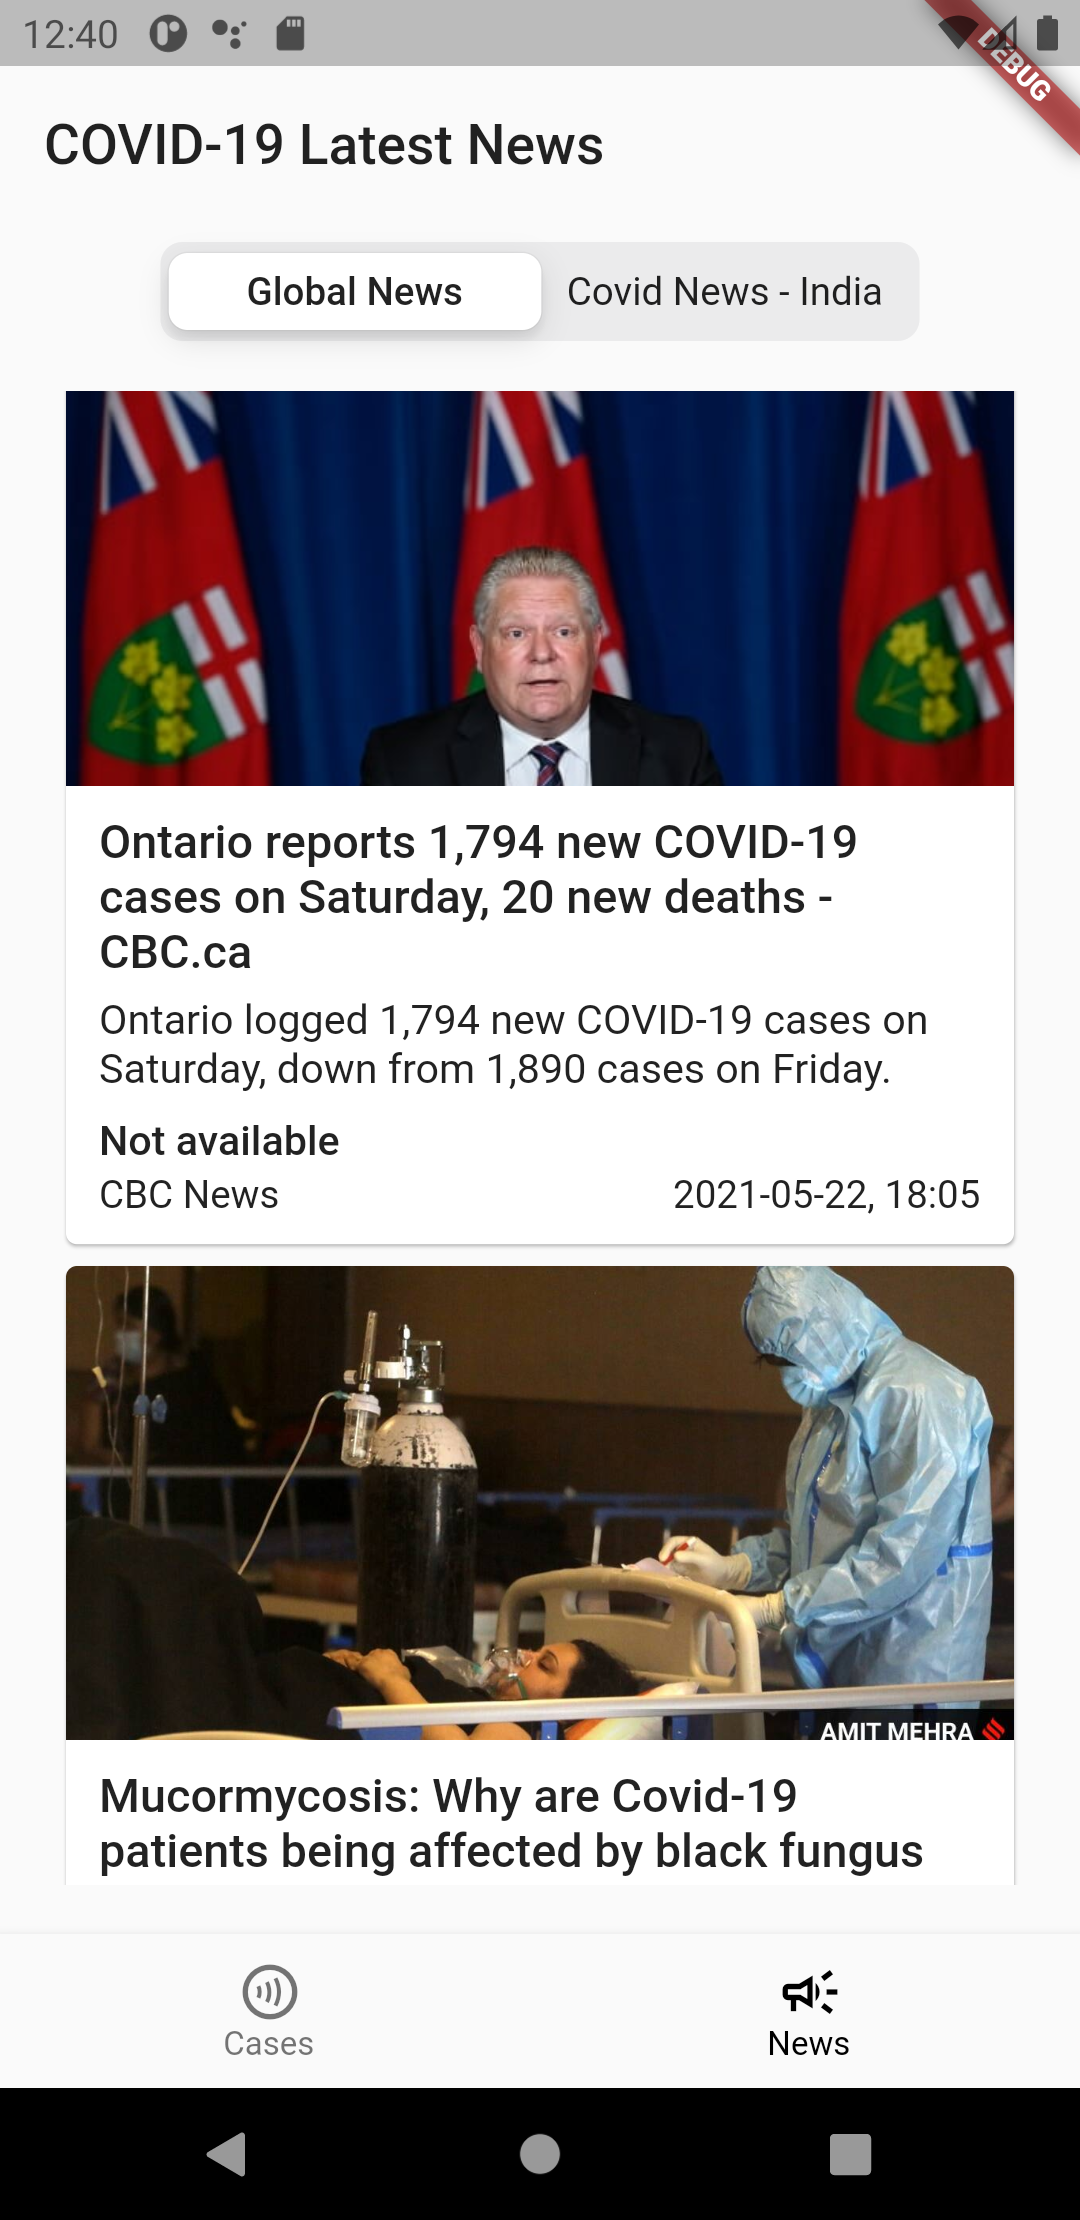 12:40
DEBUG
COVID-19 Latest News
Global News
Covid News - India
Ontario reports 1,794 new COVID-19
cases on Saturday, 20 new deaths -
CBC.ca
Ontario logged 1,794 new COVID-19 cases on
Saturday, down from 1,890 cases on Friday.
Not available
CBC News
2021-05-22, 18:05
AMIT MEHRA
Mucormycosis: Why are Covid-19
patients being affected by black fungus
Cases
News